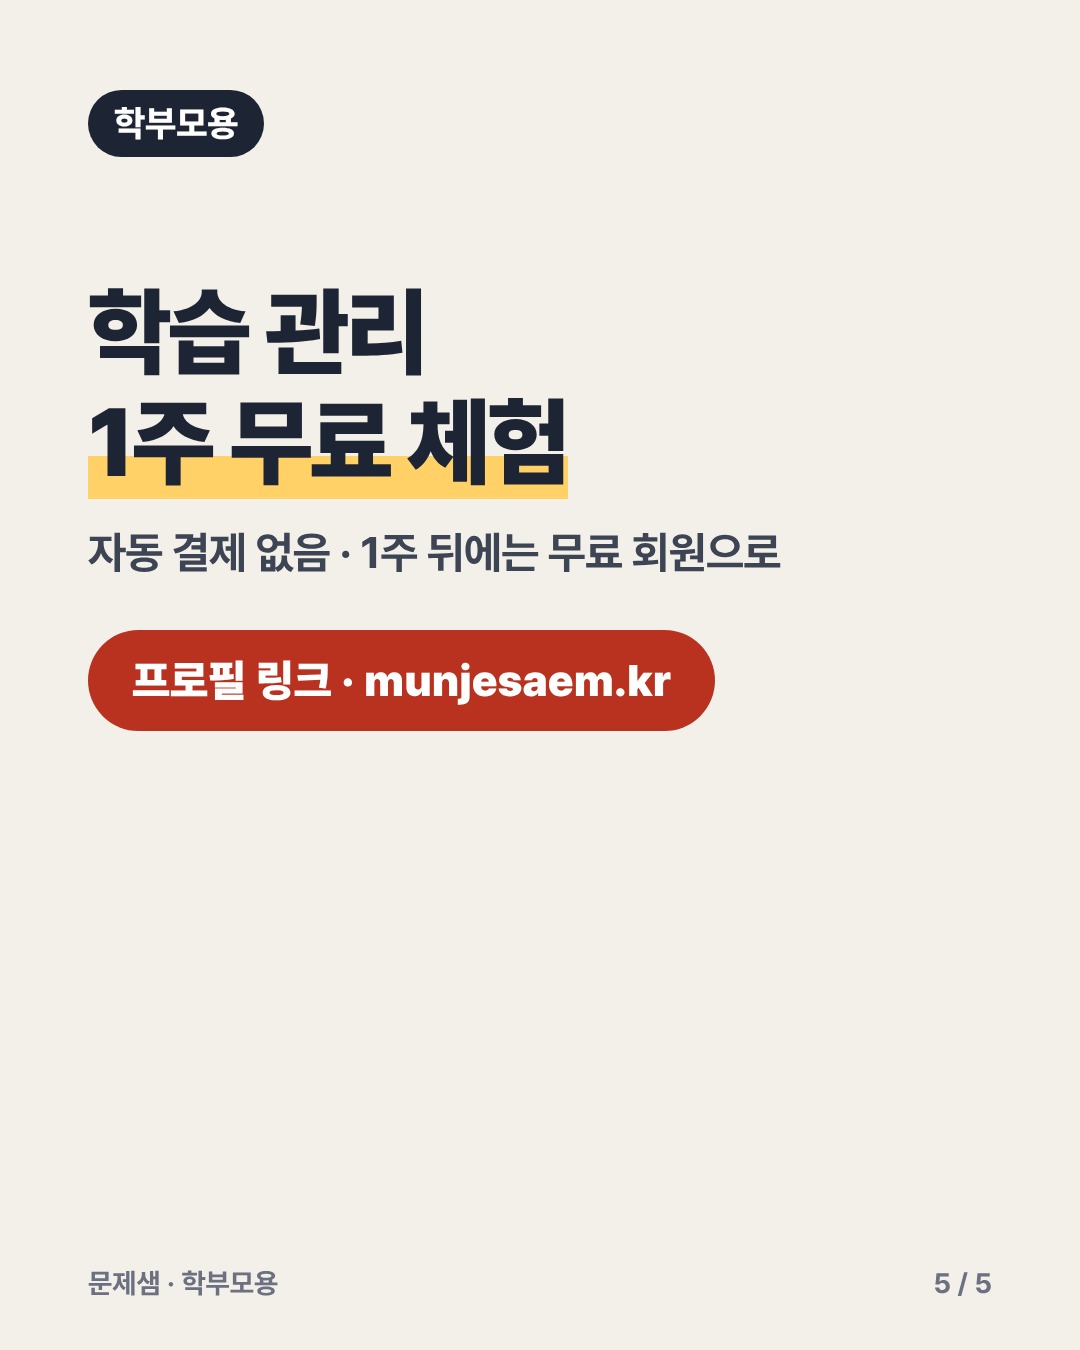 학부모용
학습 관리
1주 무료 체험
자동 결제 없음 · 1주 뒤에는 무료 회원으로
프로필 링크 · munjesaem.kr
문제샘 · 학부모용
5 / 5